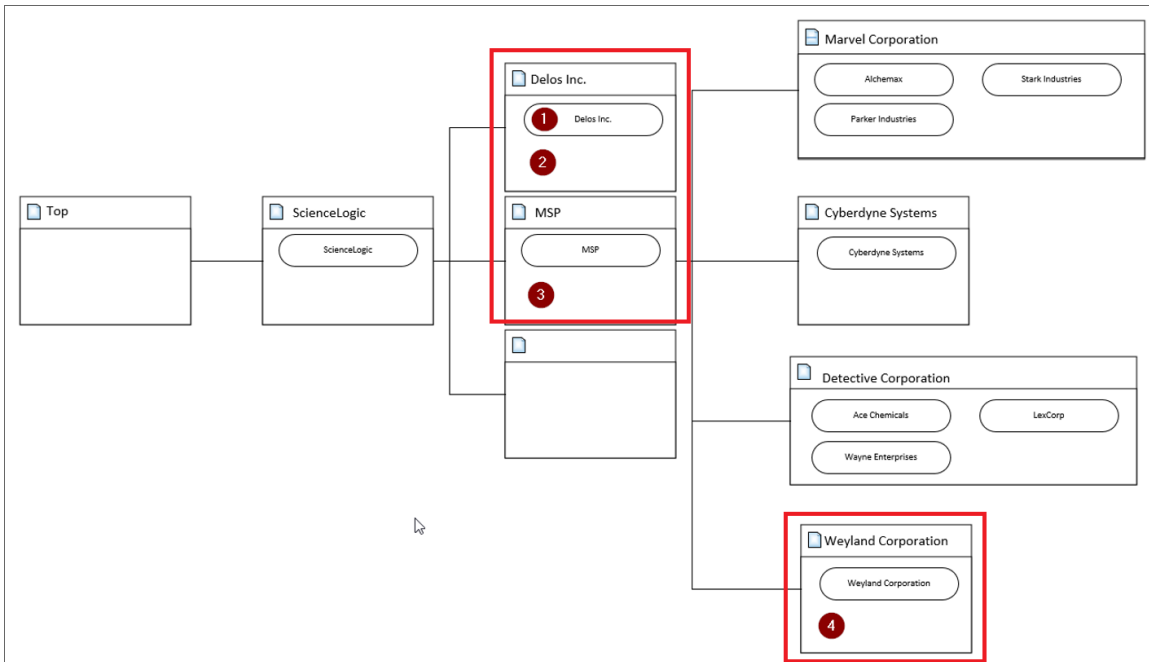 Top
ScienceLogic
ScienceLogic
Delos Inc.
1 Delos Inc.
2
MSP
MSP
3
Marvel Corporation
Alchemax
Stark Industries
Parker Industries
Cyberdyne Systems
Cyberdyne Systems
Detective Corporation
Ace Chemicals
LexCorp
Wayne Enterprises
Weyland Corporation
Weyland Corporation
4